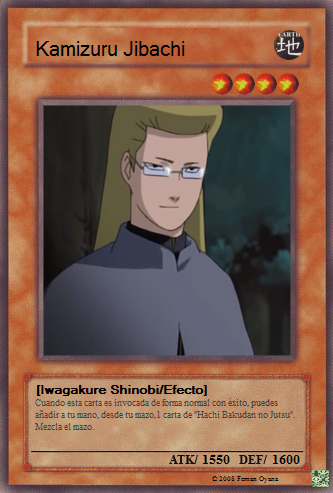 Kamizuru Jibachi
EARTH
地
[Iwagakure Shinobi/Efecto]
Cuando esta carta es invocada de forma normal con éxito, puedes
añadir a tu mano, desde tu mazo,1 carta de "Hachi Bakudan no Jutsu".
Mezcla el mazo.
ATK/ 1550 DEF/ 1600
©2008 Ferran Oyana